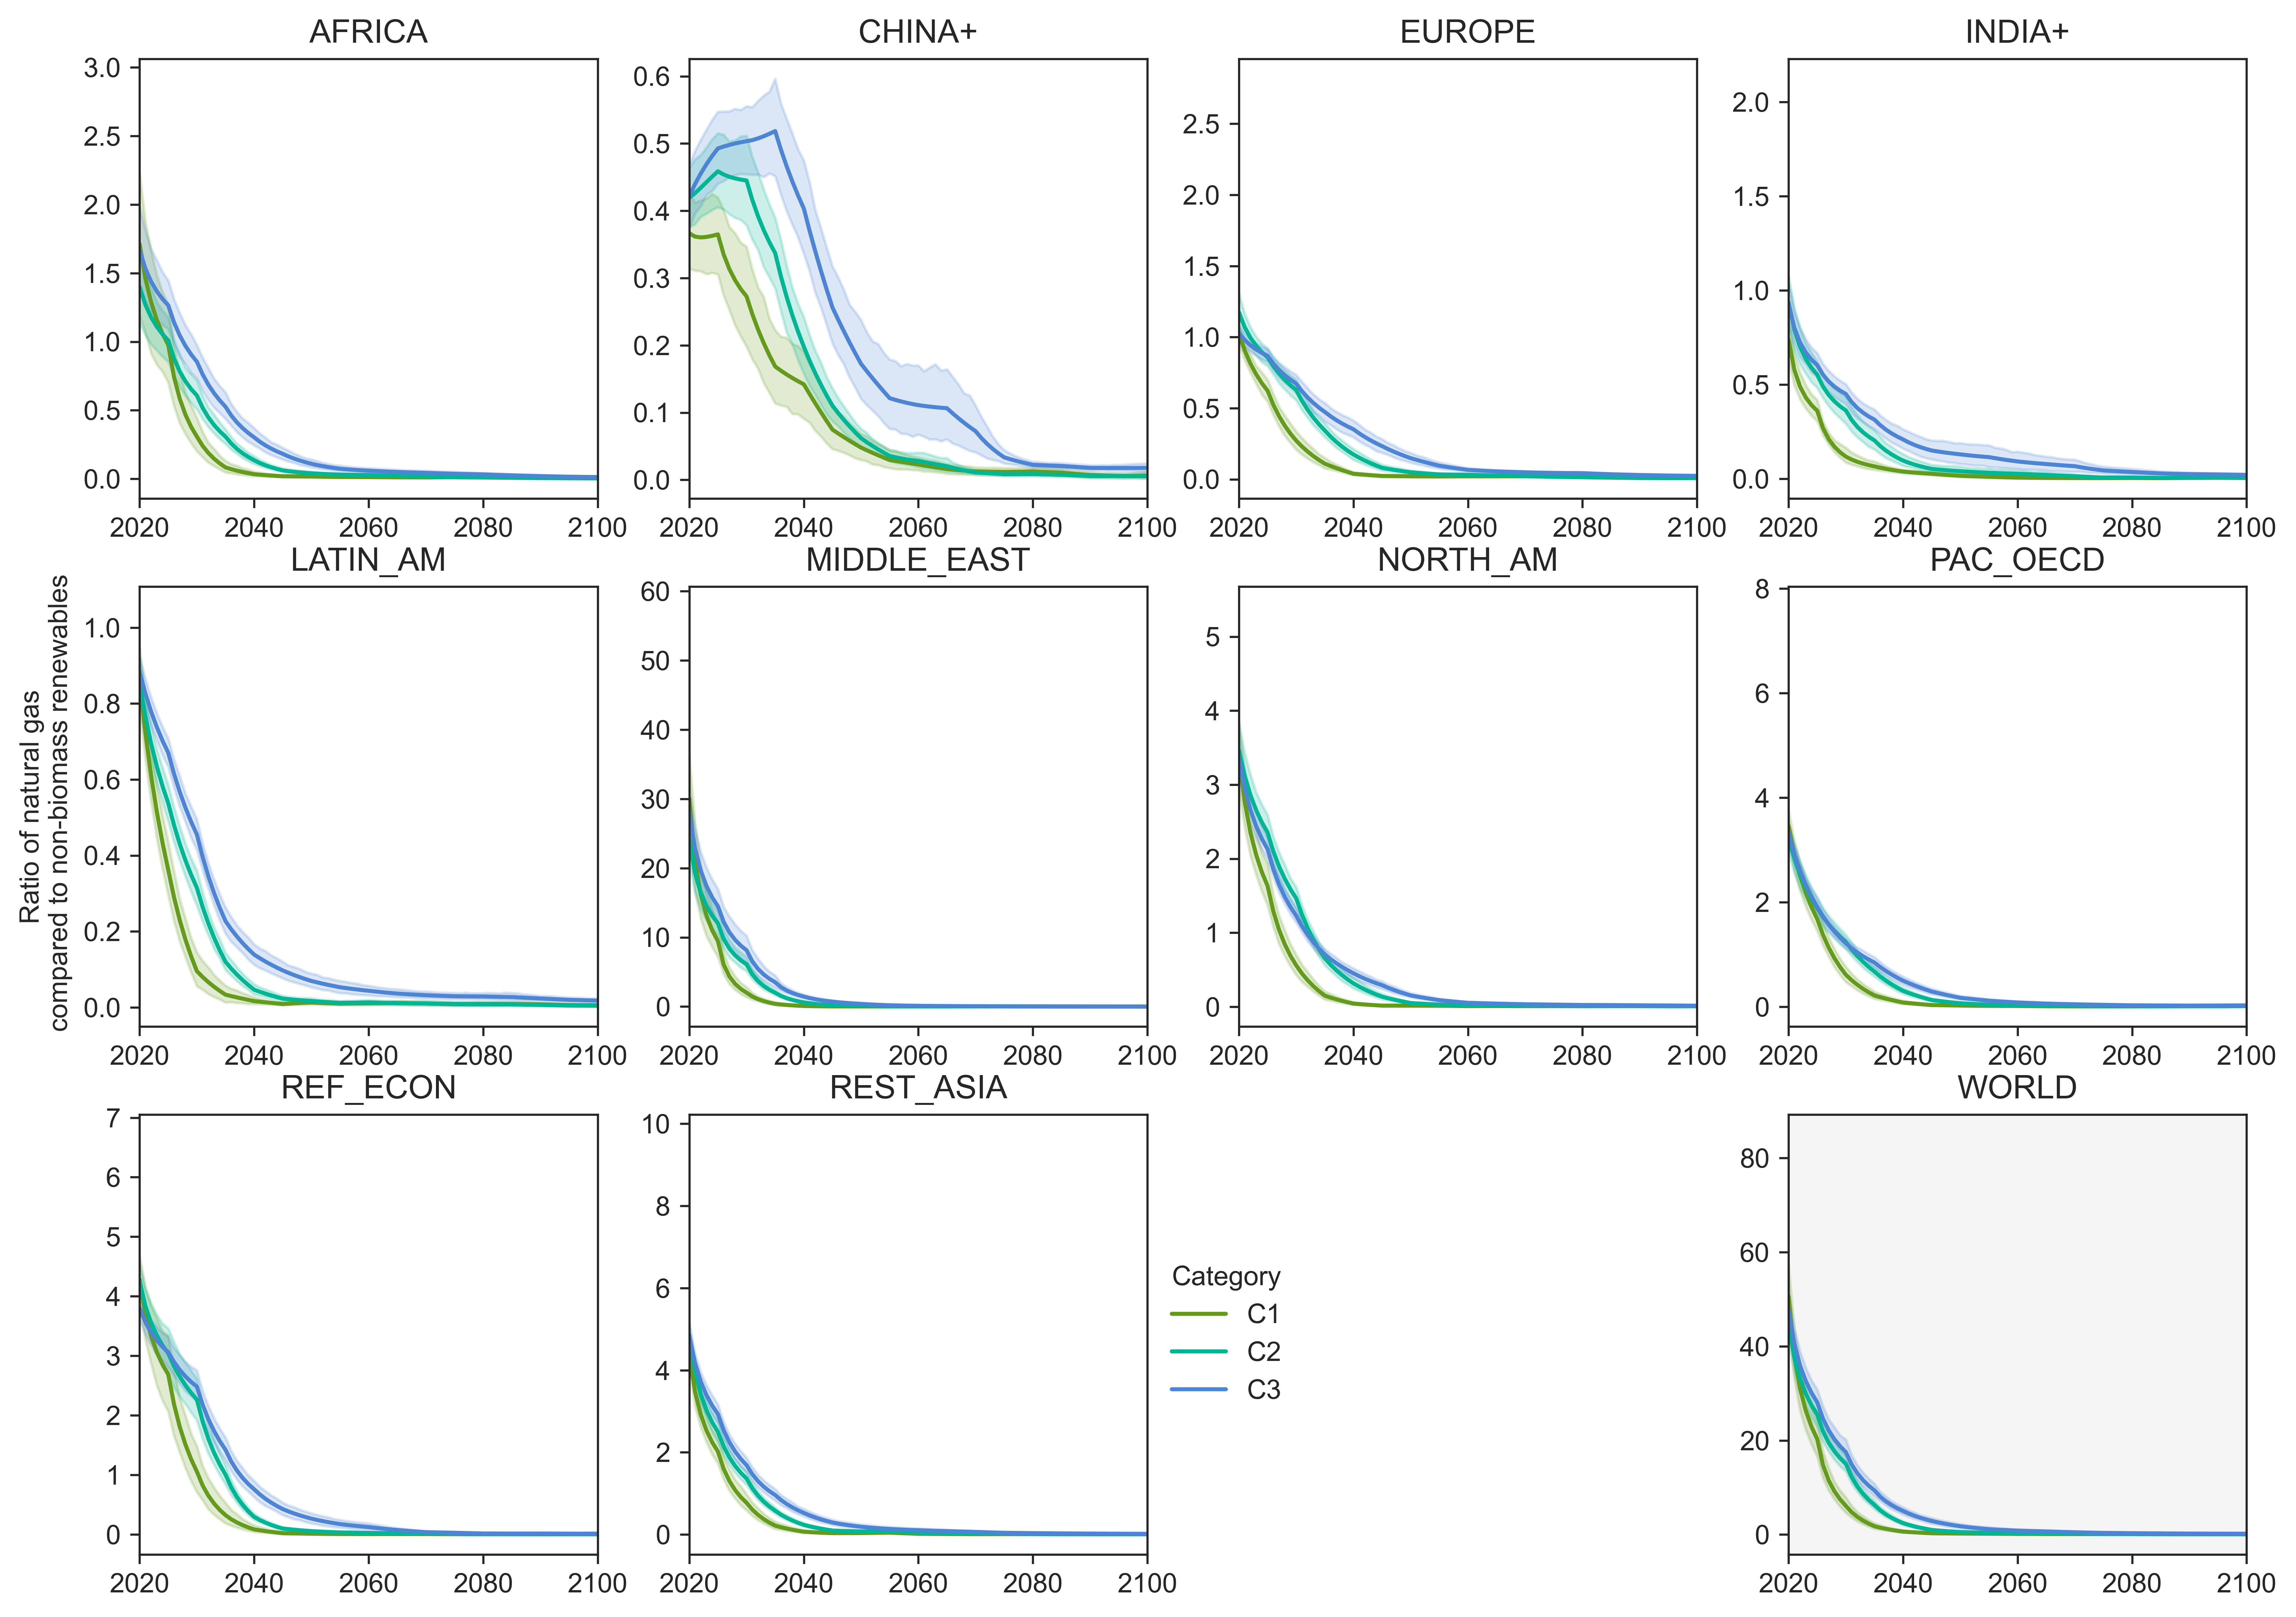 AFRICA
3.0
2.5
2.0
1.5
1.0
0.5
0.0
2020 2040 2060 2080 2100
CHINA+
0.6
0.5
0.4
0.3
0.2
0.1
0.0
2020 2040 2060 2080 2100
EUROPE
2.5
2.0
1.5
1.0
0.5
0.0
2020 2040 2060 2080 2100
INDIA+
2.0
1.5
1.0
0.5
0.0
2020 2040 2060 2080 2100
Ratio of natural gas
compared to non-biomass renewables
LATIN_AM
1.0
0.8
0.6
0.4
0.2
0.0
2020 2040 2060 2080 2100
MIDDLE_EAST
60
50
40
30
20
10
0
2020 2040 2060 2080 2100
NORTH_AM
5
4
3
2
1
0
2020 2040 2060 2080 2100
PAC_OECD
8
6
4
2
0
2020 2040 2060 2080 2100
REF_ECON
7
6
5
4
3
2
1
0
2020 2040 2060 2080 2100
REST_ASIA
10
8
6
4
2
0
2020 2040 2060 2080 2100
Category
C1
C2
C3
WORLD
80
60
40
20
0
2020 2040 2060 2080 2100